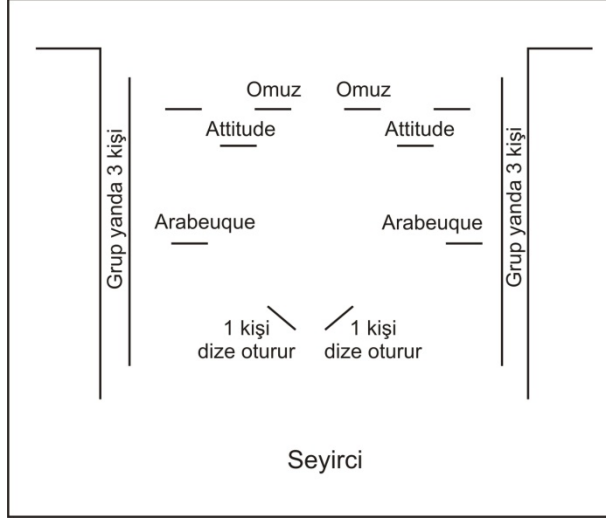 Omuz
Omuz
Attitude
Attitude
Grup yanda 3 kişi
Grup yanda 3 kişi
Arabeuque
Arabeuque
1 kişi
dize oturur
1 kişi
dize oturur
Seyirci